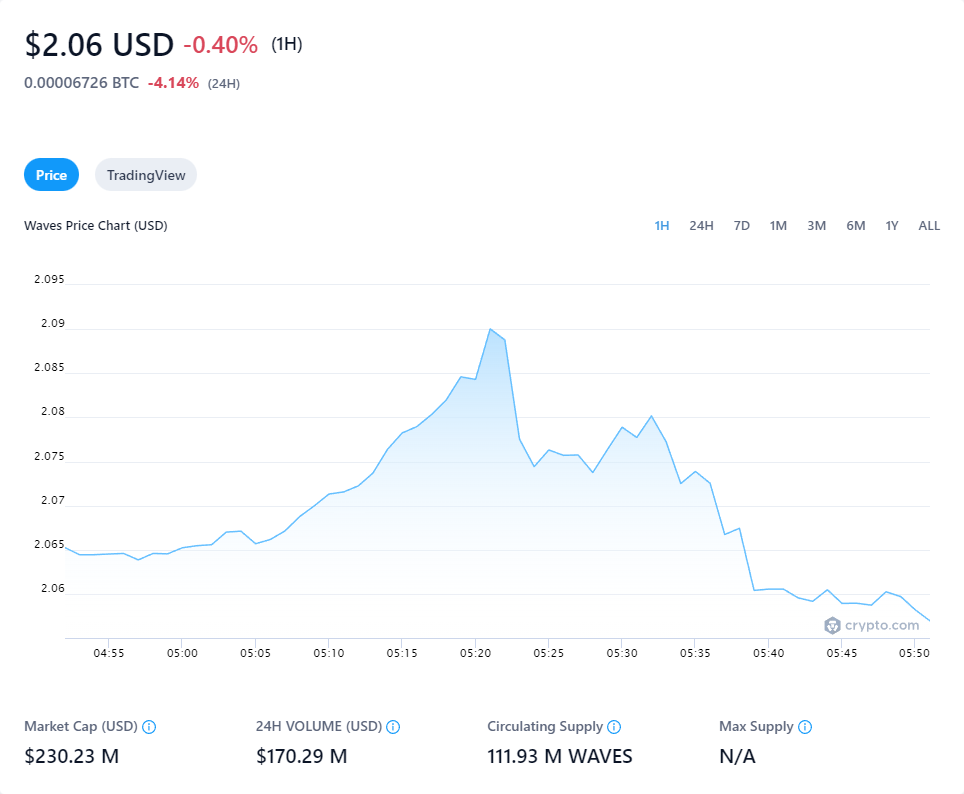 $2.06 USD -0.40% (1H)
0.00006726 BTC -4.14% (24H)
Price TradingView
Waves Price Chart (USD) 1H 24H 7D 1M 3M 6M 1Y ALL
2.095
2.09
2.085
2.08
2.075
2.07
2.065
2.06
crypto.com
04:55 05:00 05:05 05:10 05:15 05:20 05:25 05:30 05:35 05:40 05:45 05:50
Market Cap (USD) 24H VOLUME (USD) Circulating Supply Max Supply
$230.23 M $170.29 M 111.93 M WAVES N/A